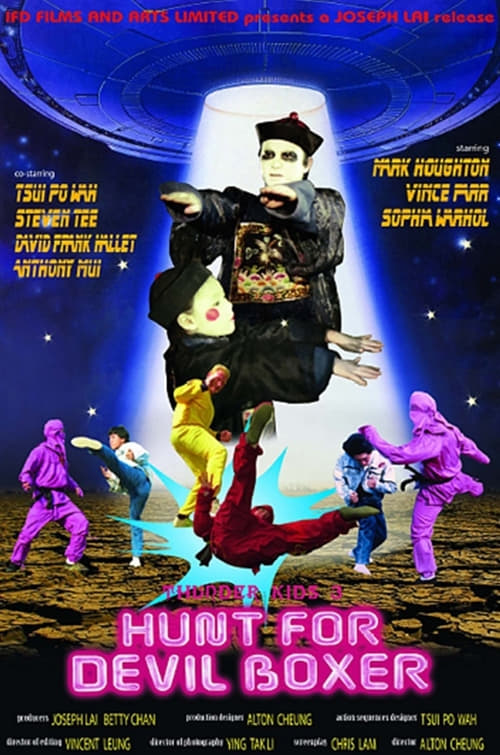 IFD FILMS AND ARTS LIMITED presents a JOSEPH LAI release
co-starring
TSUI PO WAH
STEVEN TEE
DAVID FRANK HALLET
ANTHONY MUI
starring
MARK HOUGHTON
VINCE PARR
SOPHIA WARHOL
THUNDER KIDS 3
HUNT FOR
DEVIL BOXER
producers JOSEPH LAI BETTY CHAN production designer ALTON CHEUNG action sequences designer TSUI PO WAH
director of editing VINCENT LEUNG director of photography YING TAK LI screenplay CHRIS LAM director ALTON CHEUNG